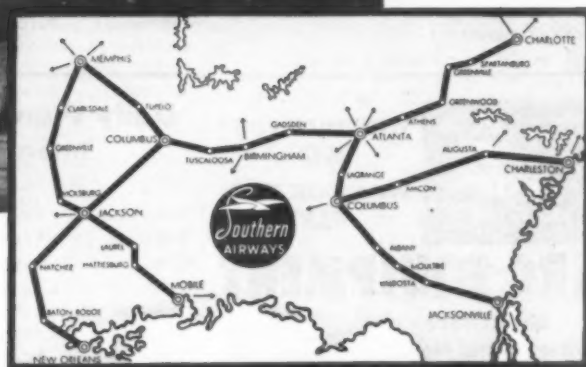 MEMPHIS
CHARLOTTE
SPARTANBURG
GREENVILLE
CLARKSDALE
TUPELO
GREENWOOD
GADSDEN
ATHENS
COLUMBUS
ATLANTA
GREENVILLE
TUSCALOOSA
BIRMINGHAM
AUGUSTA
CHARLESTON
LAGRANGE
VICKSBURG
MACON
JACKSON
COLUMBUS
Southern
AIRWAYS
LAUREL
ALBANY
NATCHEZ
HATTIESBURG
MOULTRIE
MOBILE
VALDOSTA
BATON ROUGE
JACKSONVILLE
NEW ORLEANS